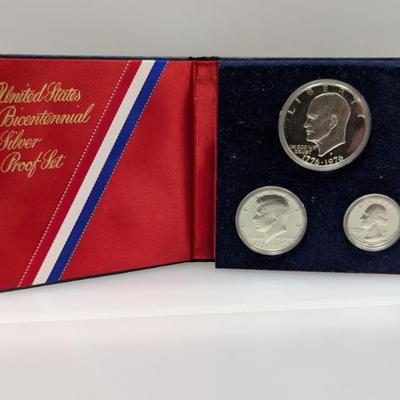 United States
Bicentennial
Silver
Proof Set
LIBERTY
IN GOD WE
TRUST
1776-1976